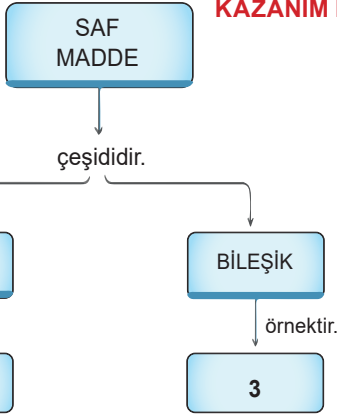 KAZANIM
SAF
MADDE
çeşididir.
BİLEŞİK
örnektir.
3